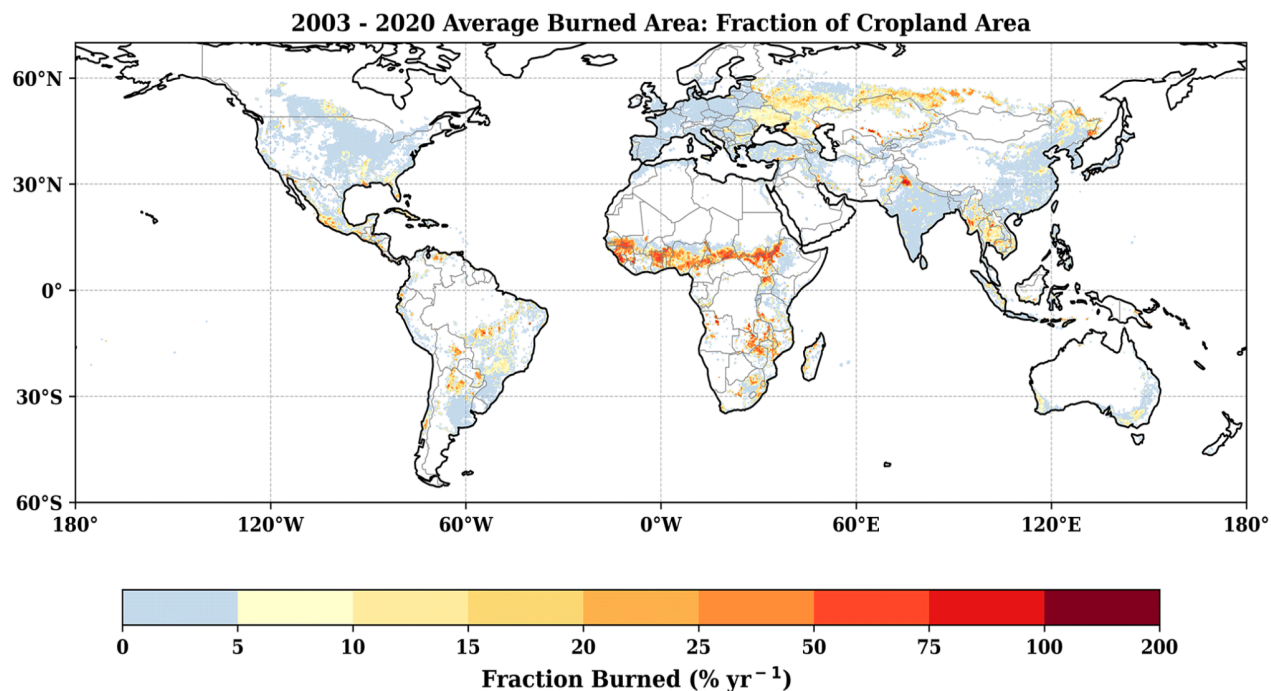 2003 - 2020 Average Burned Area: Fraction of Cropland Area
60°N
30°N
0°
30°S
60°S
180° 120°W 60°W 0°W 60°E 120°E 180°
0 5 10 15 20 25 50 75 100 200
Fraction Burned (% yr⁻¹)